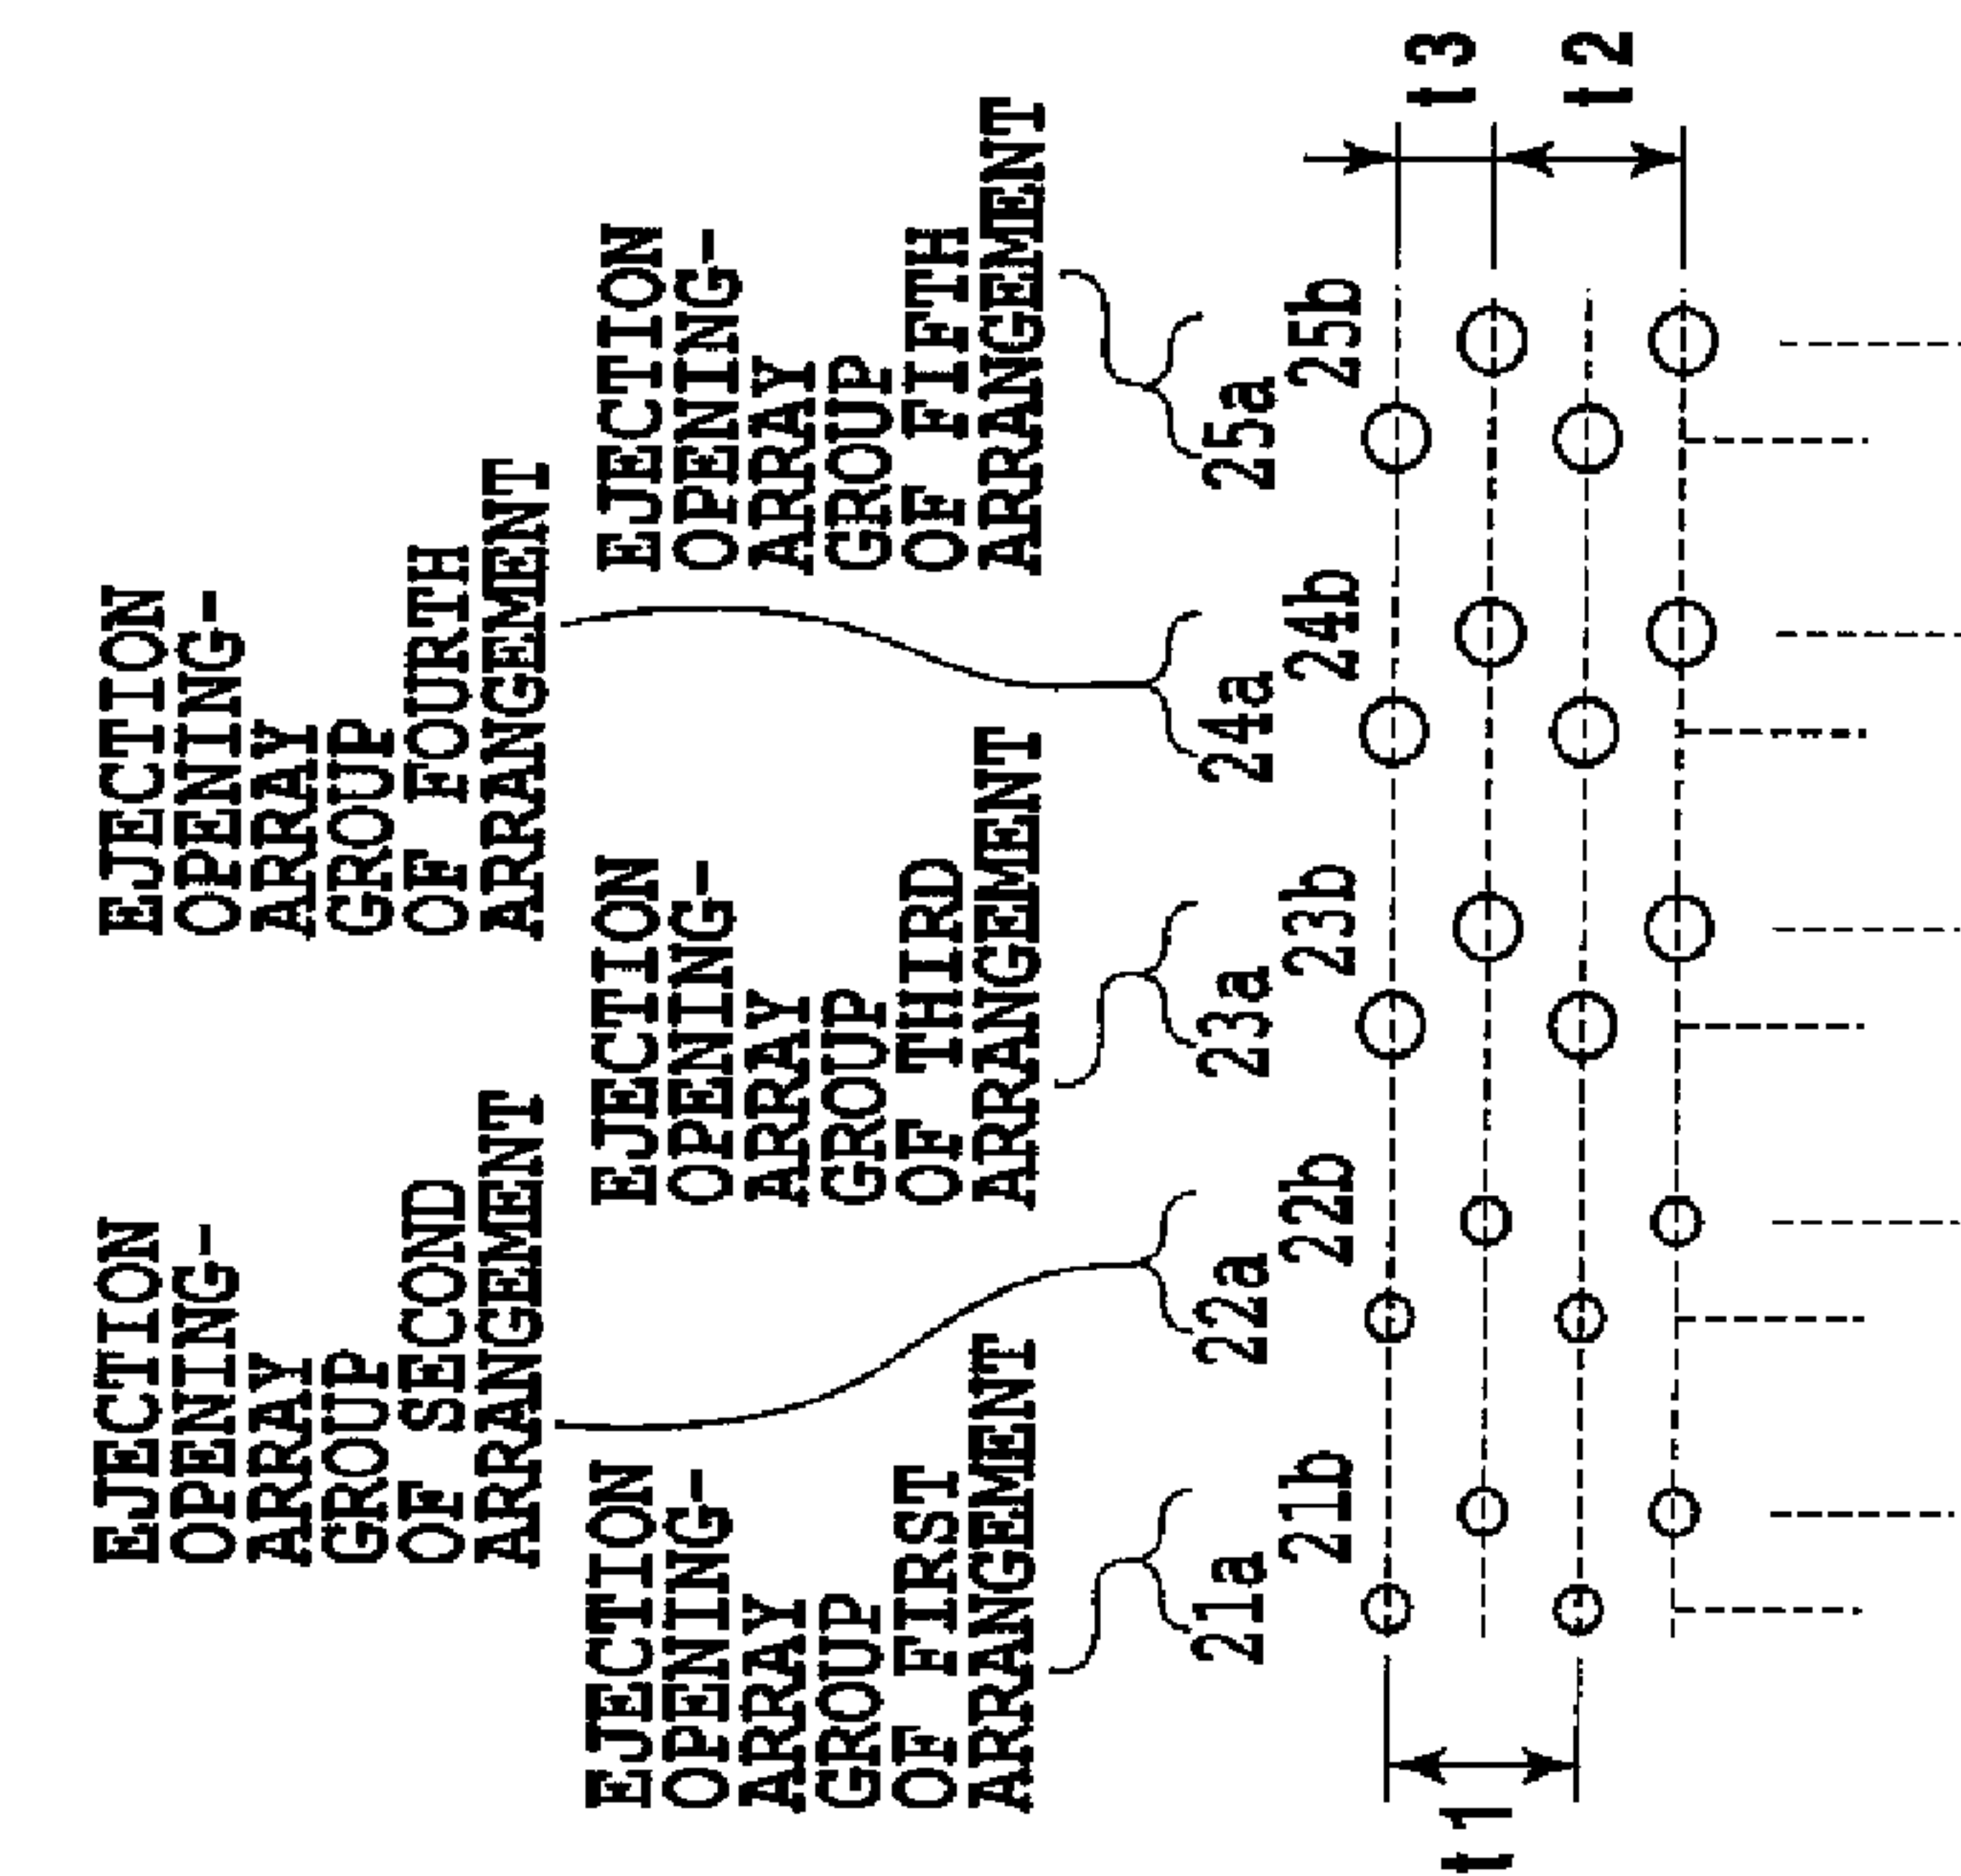 EJECTION
OPENING-
ARRAY
GROUP
OF SECOND
ARRANGEMENT
EJECTION
OPENING-
ARRAY
GROUP
OF FOURTH
ARRANGEMENT
EJECTION
OPENING-
ARRAY
GROUP
OF FIRST
ARRANGEMENT
EJECTION
OPENING-
ARRAY
GROUP
OF THIRD
ARRANGEMENT
EJECTION
OPENING-
ARRAY
GROUP
OF FIFTH
ARRANGEMENT
21a
21b
22a
22b
23a
23b
24a
24b
25a
25b
t1
t3
t2